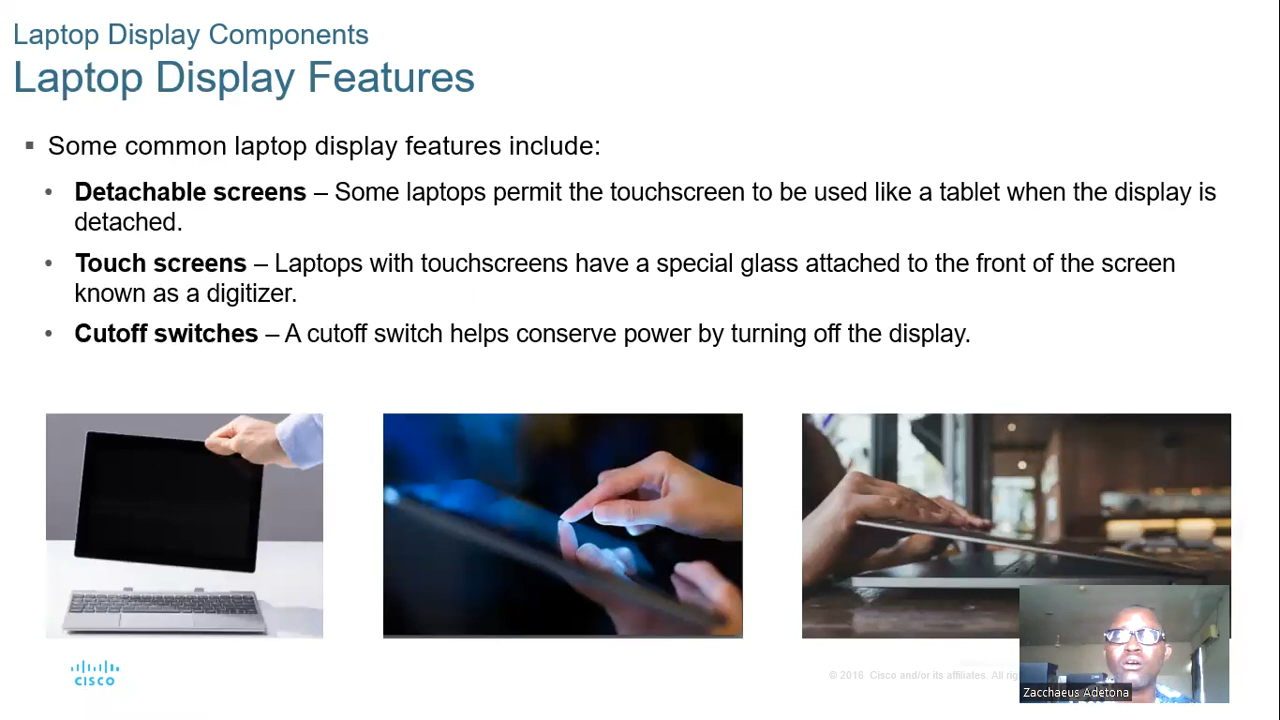 Laptop Display Components
Laptop Display Features
▪ Some common laptop display features include:
• Detachable screens – Some laptops permit the touchscreen to be used like a tablet when the display is
detached.
• Touch screens – Laptops with touchscreens have a special glass attached to the front of the screen
known as a digitizer.
• Cutoff switches – A cutoff switch helps conserve power by turning off the display.
CISCO
© 2016 Cisco and/or its affiliates. All
Zacchaeus Adetona